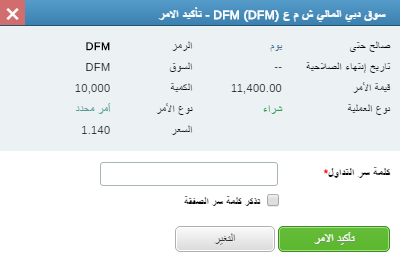 سوق دبي المالي ش م ع (DFM) DFM - تأكيد الامر
صالح حتى يوم الرمز DFM
تاريخ إنتهاء الصلاحية -- السوق DFM
قيمة الأمر 11,400.00 الكمية 10,000
نوع العملية شراء نوع الأمر أمر محدد
السعر 1.140
كلمة سر التداول*
تذكر كلمة سر الصفقة
تأكيد الامر التغير